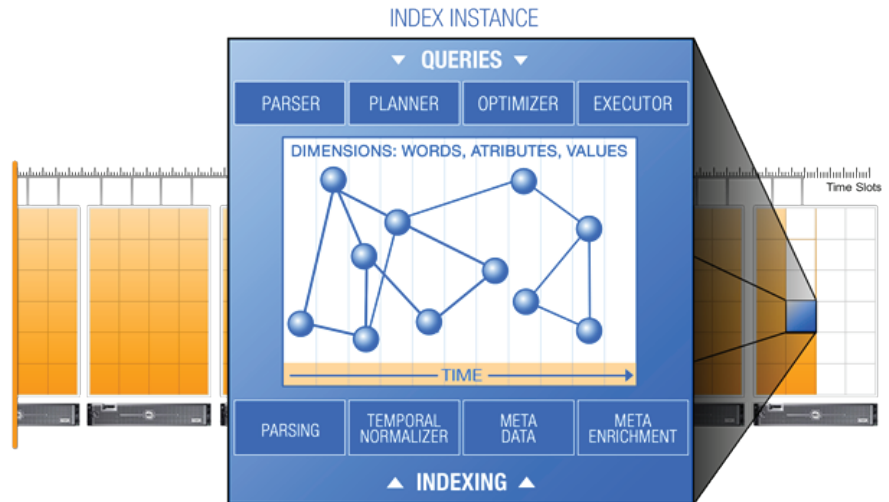 INDEX INSTANCE
QUERIES
PARSER PLANNER OPTIMIZER EXECUTOR
DIMENSIONS: WORDS, ATRIBUTES, VALUES
Time Slots
TIME
PARSING TEMPORAL NORMALIZER META DATA META ENRICHMENT
INDEXING